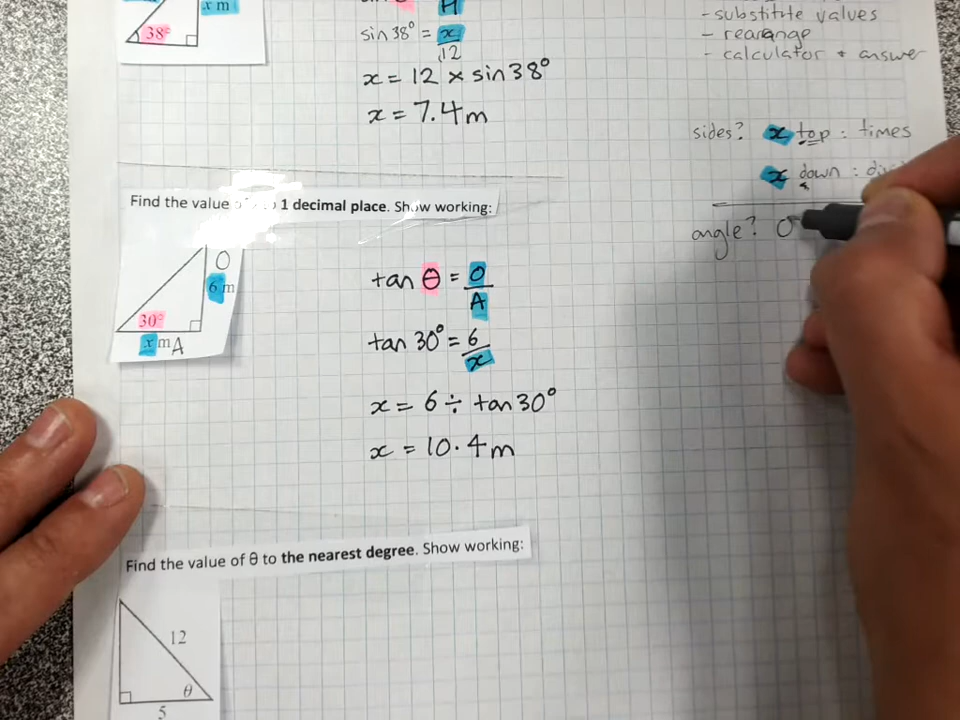 x m
38°
H
sin 38° = x
12
x = 12 × sin 38°
x = 7.4 m
- substitute values
- rearange
- calculator + answer
sides? x top : times
x down :
angle?
Find the value 1 decimal place. Show working:
O
6 m
30°
x m A
tan θ = O
A
tan 30° = 6
x
x = 6 ÷ tan 30°
x = 10.4 m
Find the value of θ to the nearest degree. Show working:
12
θ
5